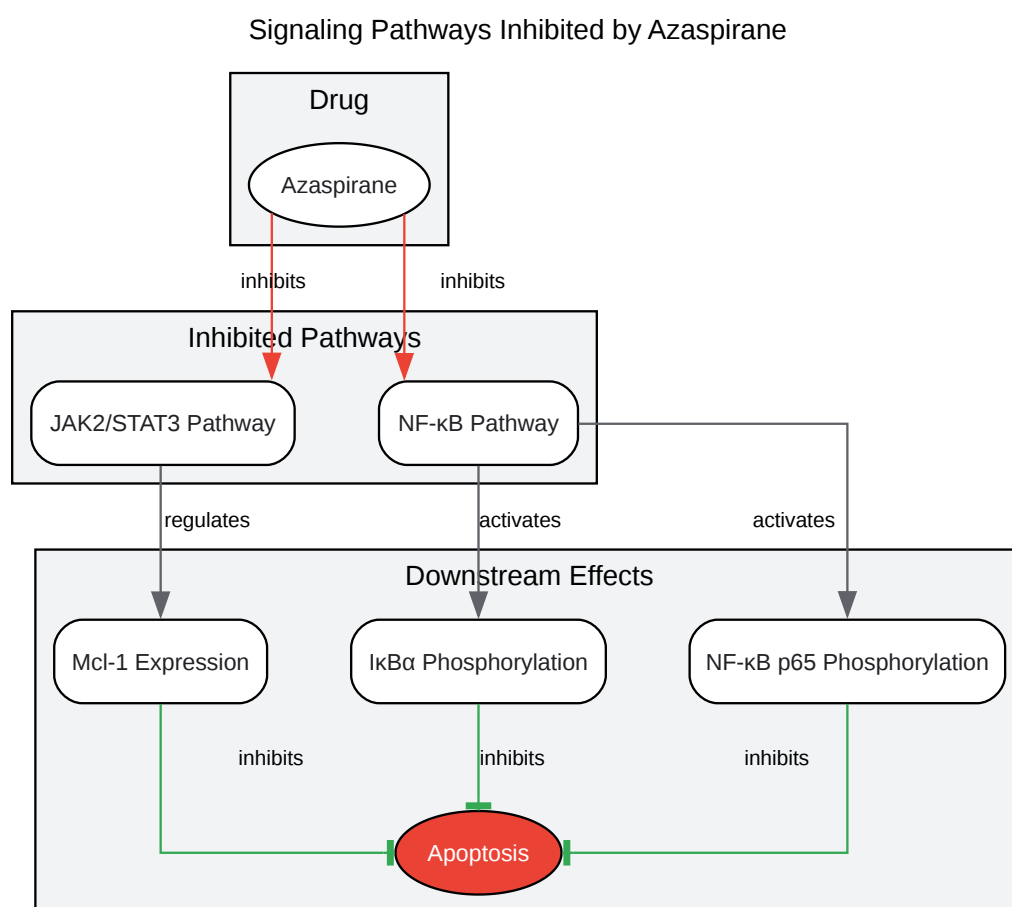 Signaling Pathways Inhibited by Azaspirane
Drug
Azaspirane
inhibits
inhibits
Inhibited Pathways
JAK2/STAT3 Pathway
NF-κB Pathway
regulates
activates
activates
Downstream Effects
Mcl-1 Expression
IκBα Phosphorylation
NF-κB p65 Phosphorylation
inhibits
inhibits
inhibits
Apoptosis